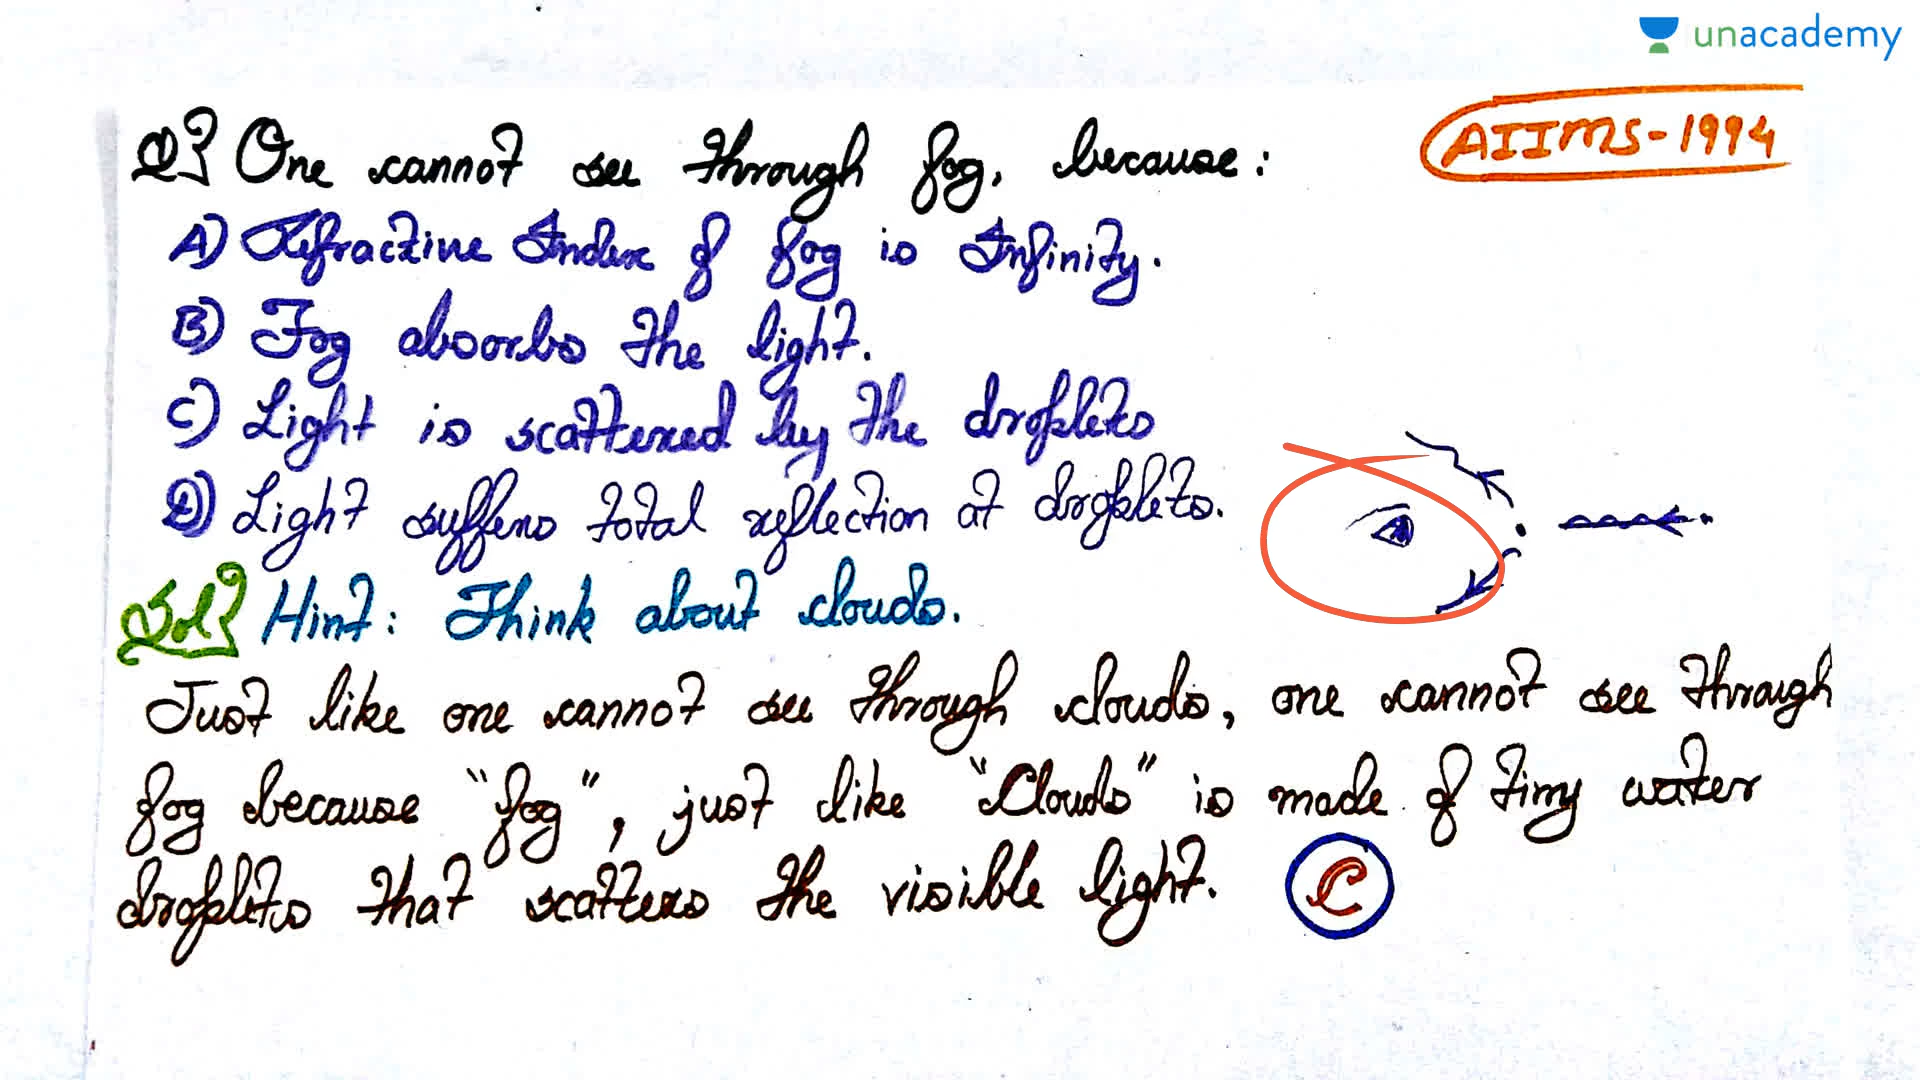 unacademy
Q} One cannot see through fog, because:
AIIMS-1994
A) Refractive Index of fog is Infinity.
B) Fog absorbs the light.
C) Light is scattered by the droplets
D) Light suffers total reflection at droplets.
Sol} Hint: Think about clouds.
Just like one cannot see through clouds, one cannot see through
fog because "fog", just like "Clouds" is made of tiny water
droplets that scatters the visible light. C